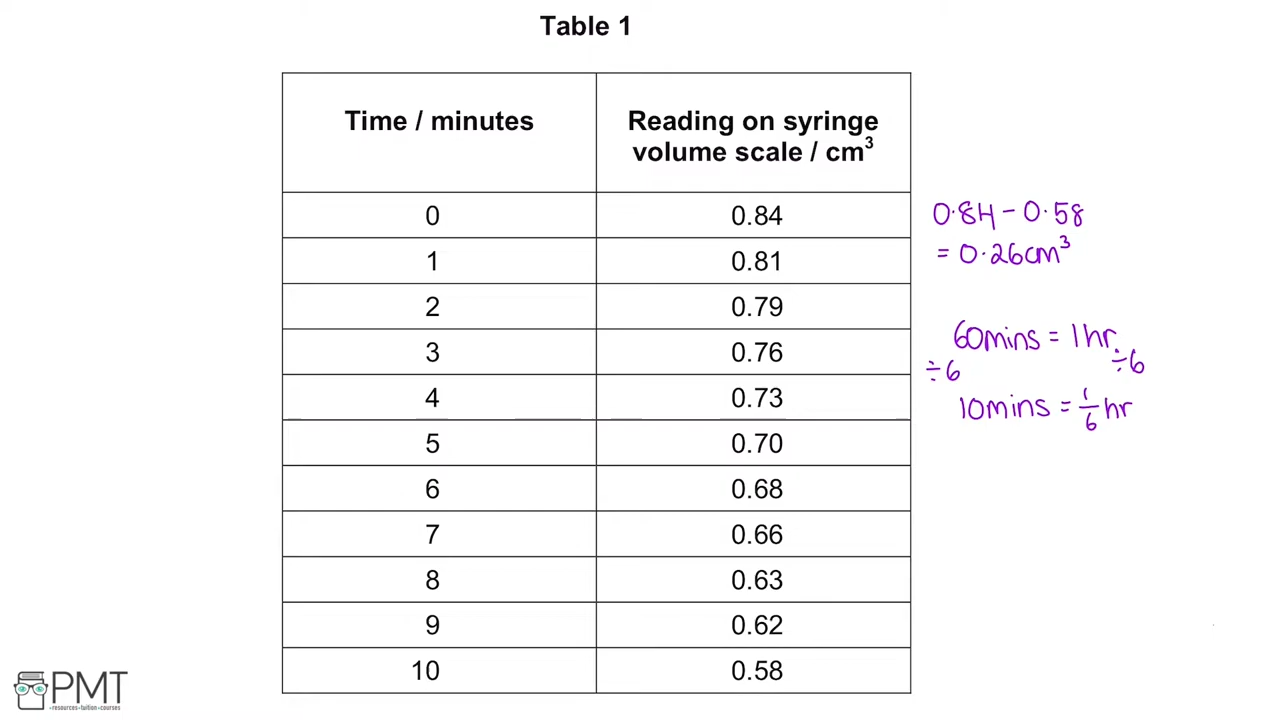 Table 1
Time / minutes Reading on syringe
volume scale / cm³
0 0.84
1 0.81
2 0.79
3 0.76
4 0.73
5 0.70
6 0.68
7 0.66
8 0.63
9 0.62
10 0.58
0.84 - 0.58
= 0.26cm³
60mins = 1hr
÷6 ÷6
10mins = 1/6 hr
PMT
resources•tuition•courses